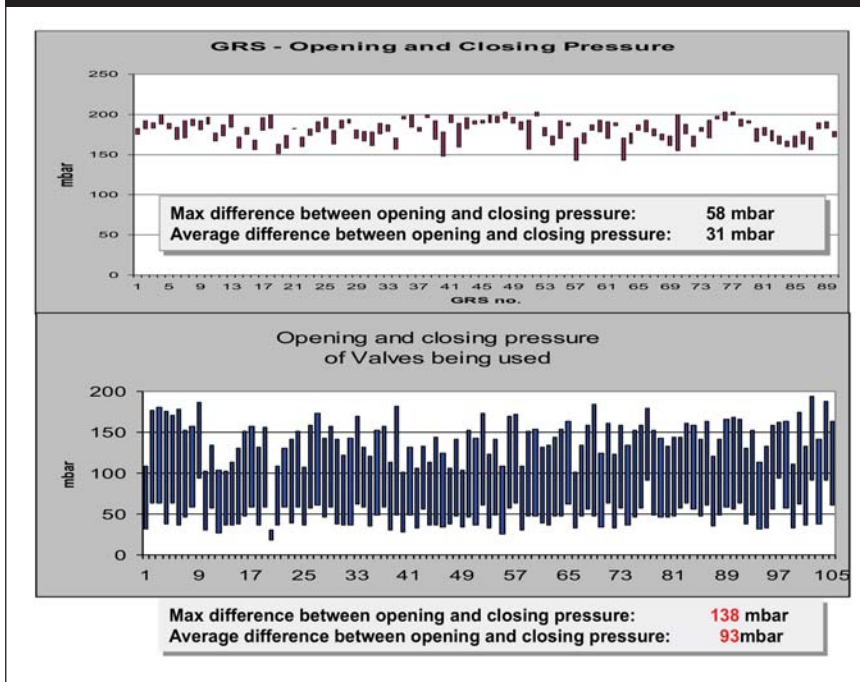 GRS - Opening and Closing Pressure
250
200
150
100
50
0
mbar
Max difference between opening and closing pressure: 58 mbar
Average difference between opening and closing pressure: 31 mbar
1 5 9 13 17 21 25 29 33 37 41 45 49 53 57 61 65 69 73 77 81 85 89
GRS no.
Opening and closing pressure
of Valves being used
200
150
100
50
0
mbar
1 9 17 25 33 41 49 57 65 73 81 89 97 105
Max difference between opening and closing pressure: 138 mbar
Average difference between opening and closing pressure: 93mbar